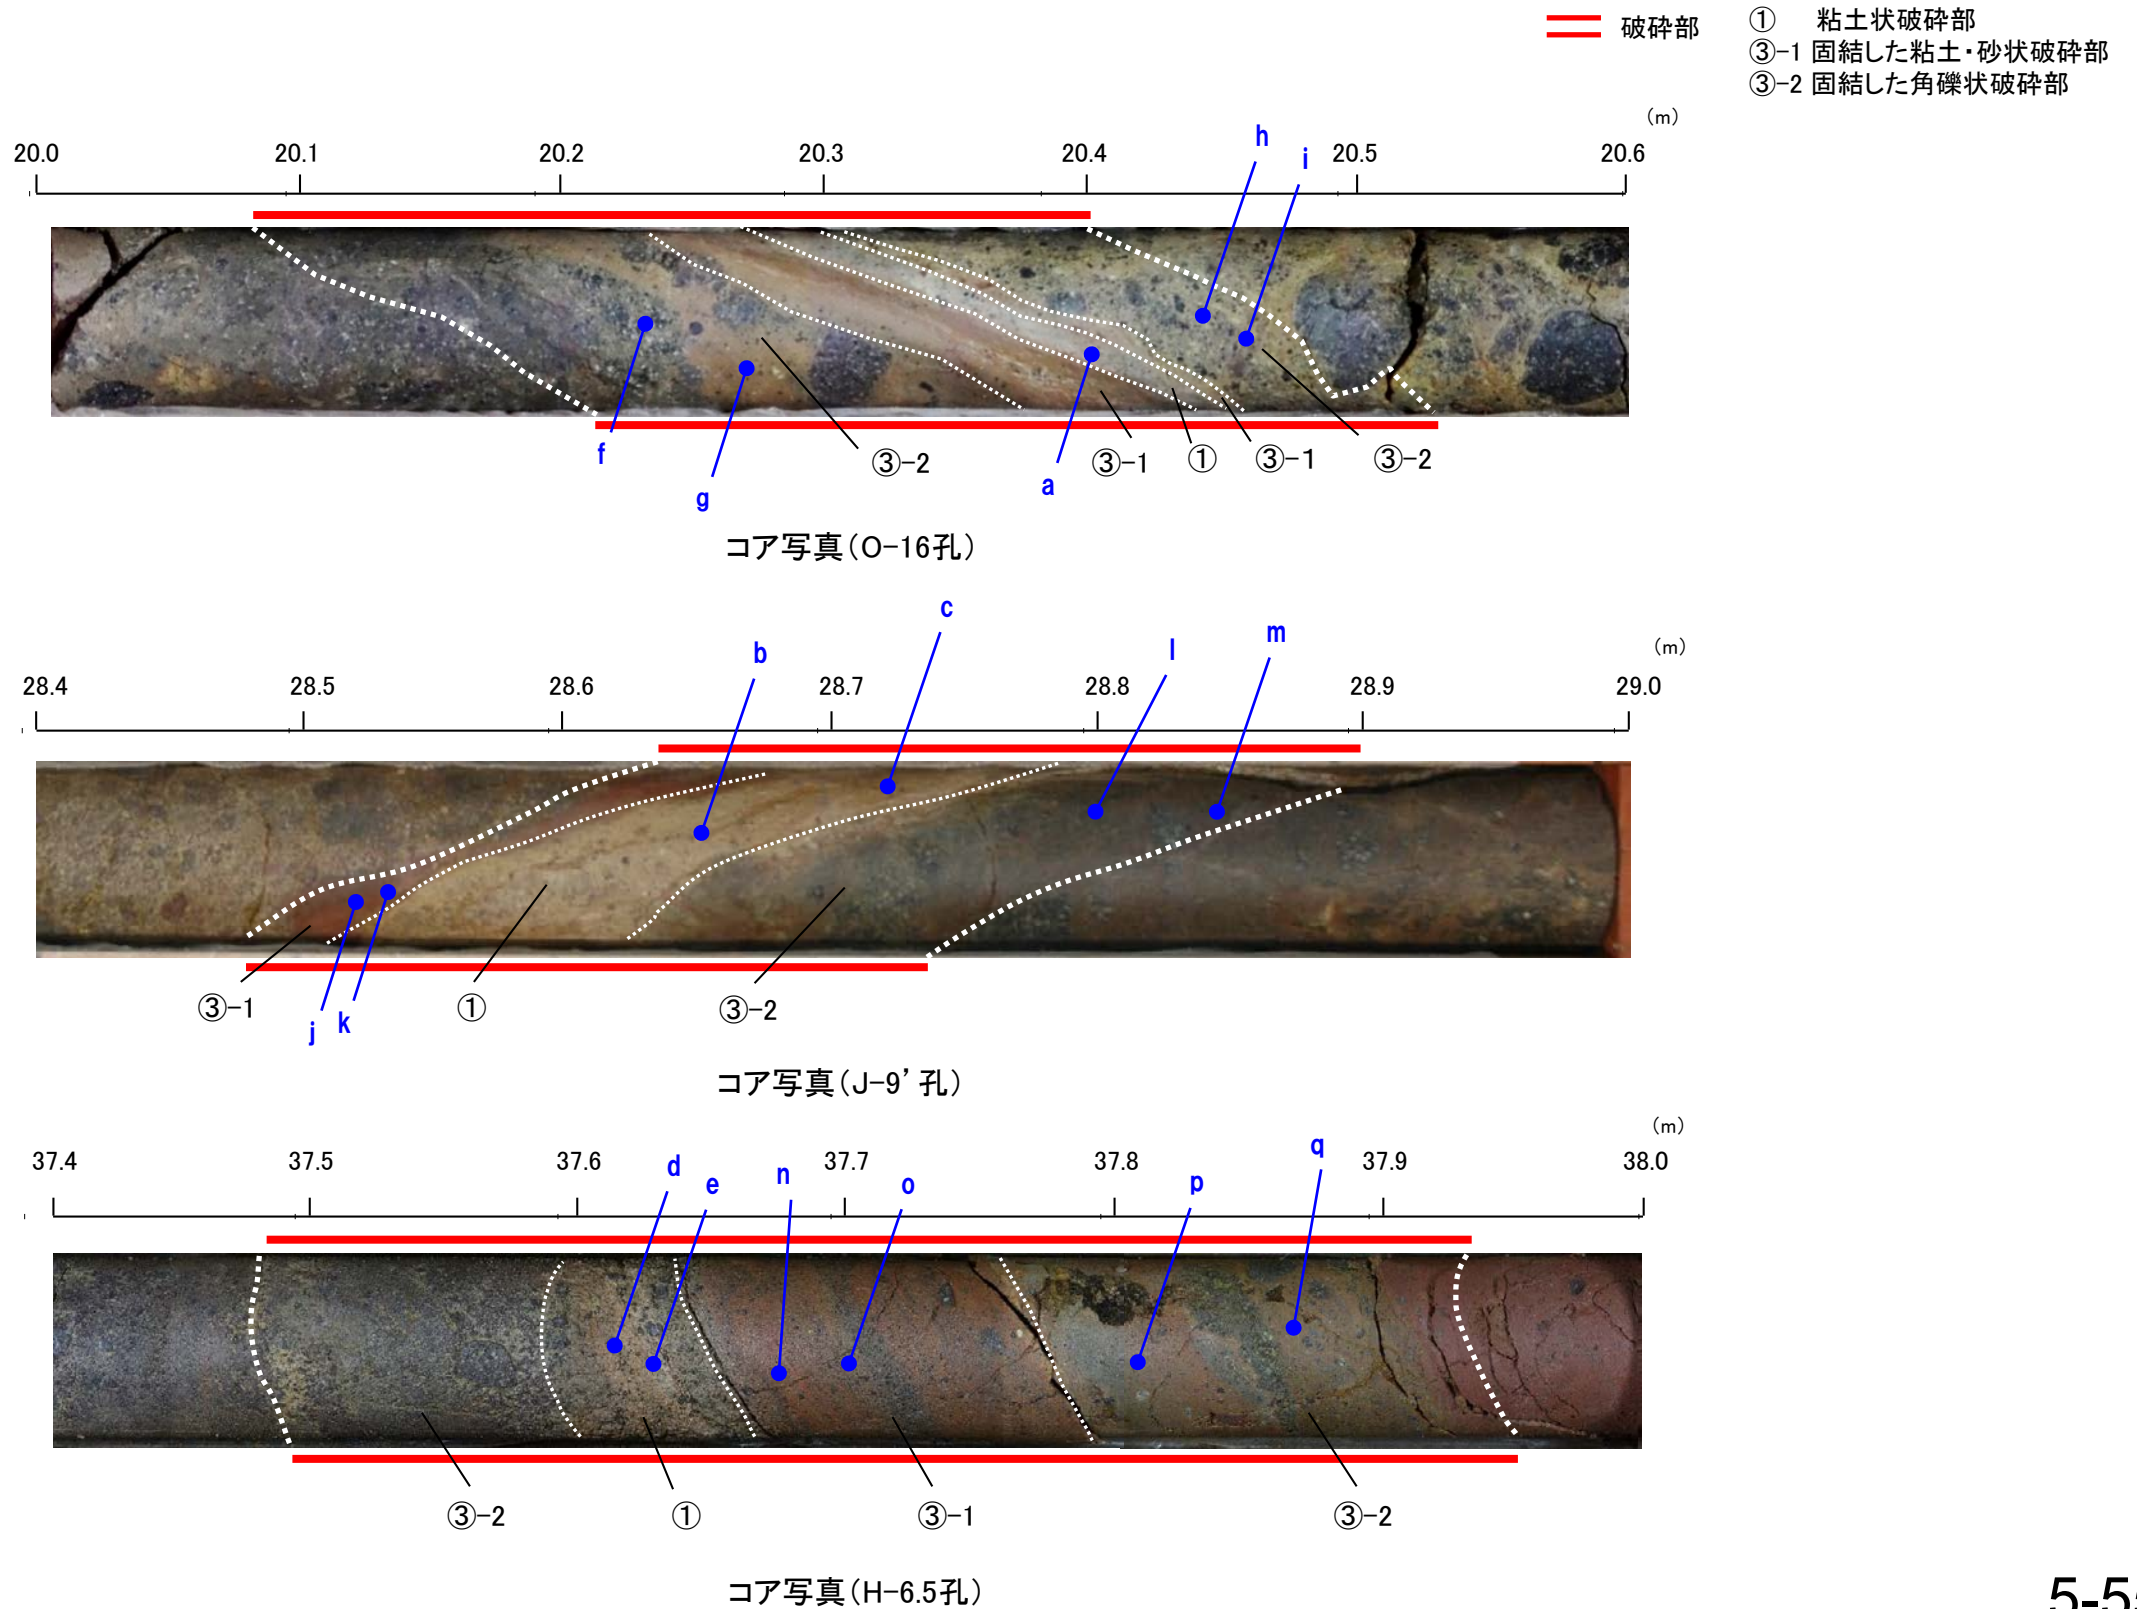 破砕部
① 粘土状破砕部
③-1 固結した粘土・砂状破砕部
③-2 固結した角礫状破砕部
(m)
20.0 20.1 20.2 20.3 20.4 20.5 20.6
h
i
f
g
a
③-2
③-1
①
③-1
③-2
コア写真(O-16孔)
(m)
28.4 28.5 28.6 28.7 28.8 28.9 29.0
b
c
l
m
③-1
j
k
①
③-2
コア写真(J-9’孔)
(m)
37.4 37.5 37.6 37.7 37.8 37.9 38.0
d
e
n
o
p
q
③-2
①
③-1
③-2
コア写真(H-6.5孔)